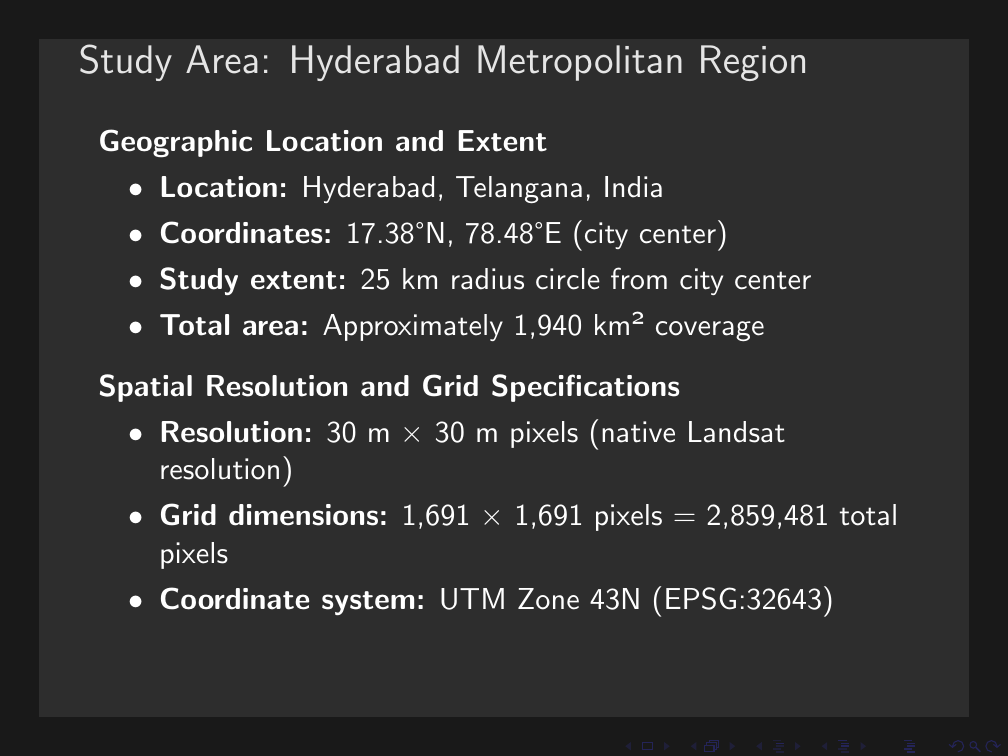 Study Area: Hyderabad Metropolitan Region
Geographic Location and Extent
• Location: Hyderabad, Telangana, India
• Coordinates: 17.38°N, 78.48°E (city center)
• Study extent: 25 km radius circle from city center
• Total area: Approximately 1,940 km² coverage
Spatial Resolution and Grid Specifications
• Resolution: 30 m × 30 m pixels (native Landsat
resolution)
• Grid dimensions: 1,691 × 1,691 pixels = 2,859,481 total
pixels
• Coordinate system: UTM Zone 43N (EPSG:32643)